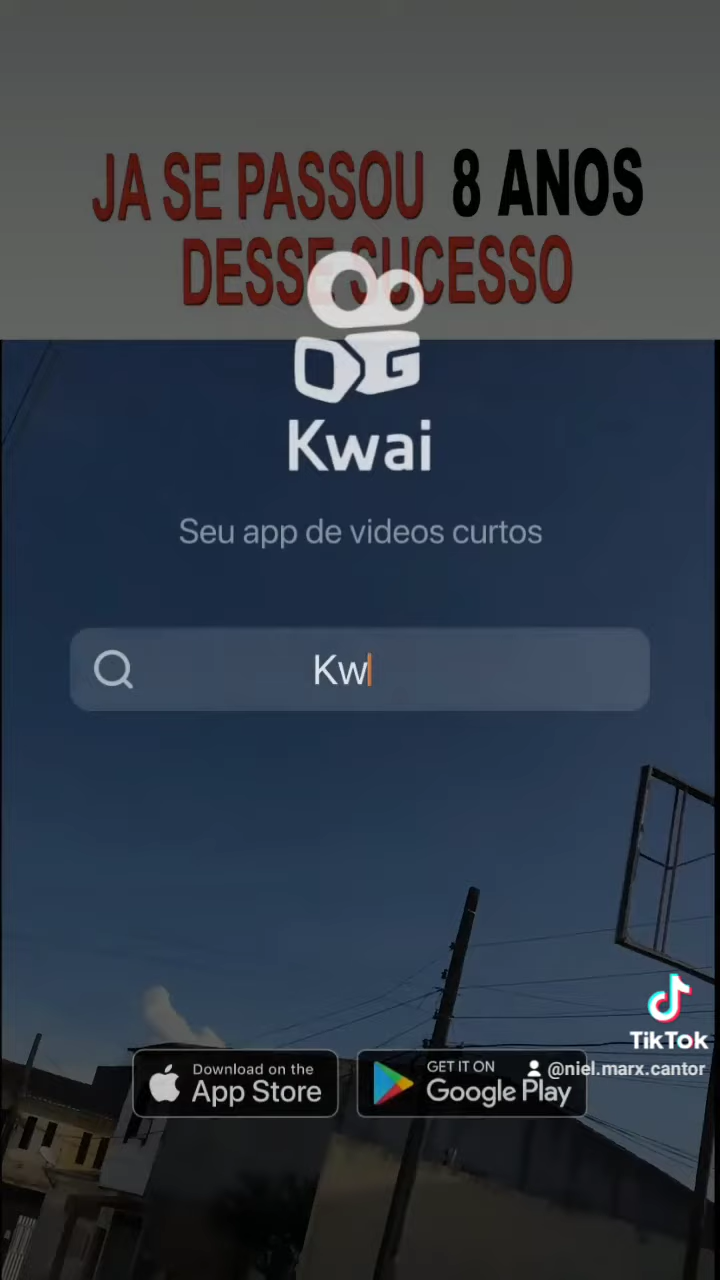 JA SE PASSOU 8 ANOS
DESSE SUCESSO
Kwai
Seu app de videos curtos
Kw
TikTok
Download on the
App Store
GET IT ON
Google Play
@niel.marx.cantor